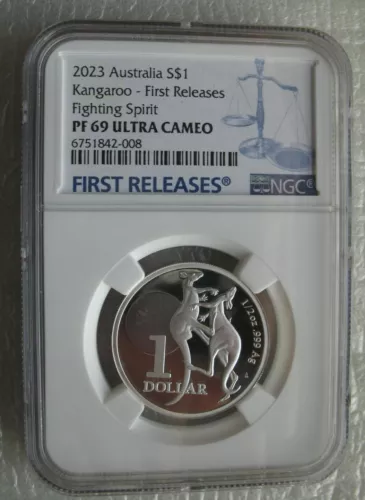 2023 Australia S$1
Kangaroo - First Releases
Fighting Spirit
PF 69 ULTRA CAMEO
6751842-008
FIRST RELEASES®
NGC®
1/2oz .999 Ag
1
DOLLAR